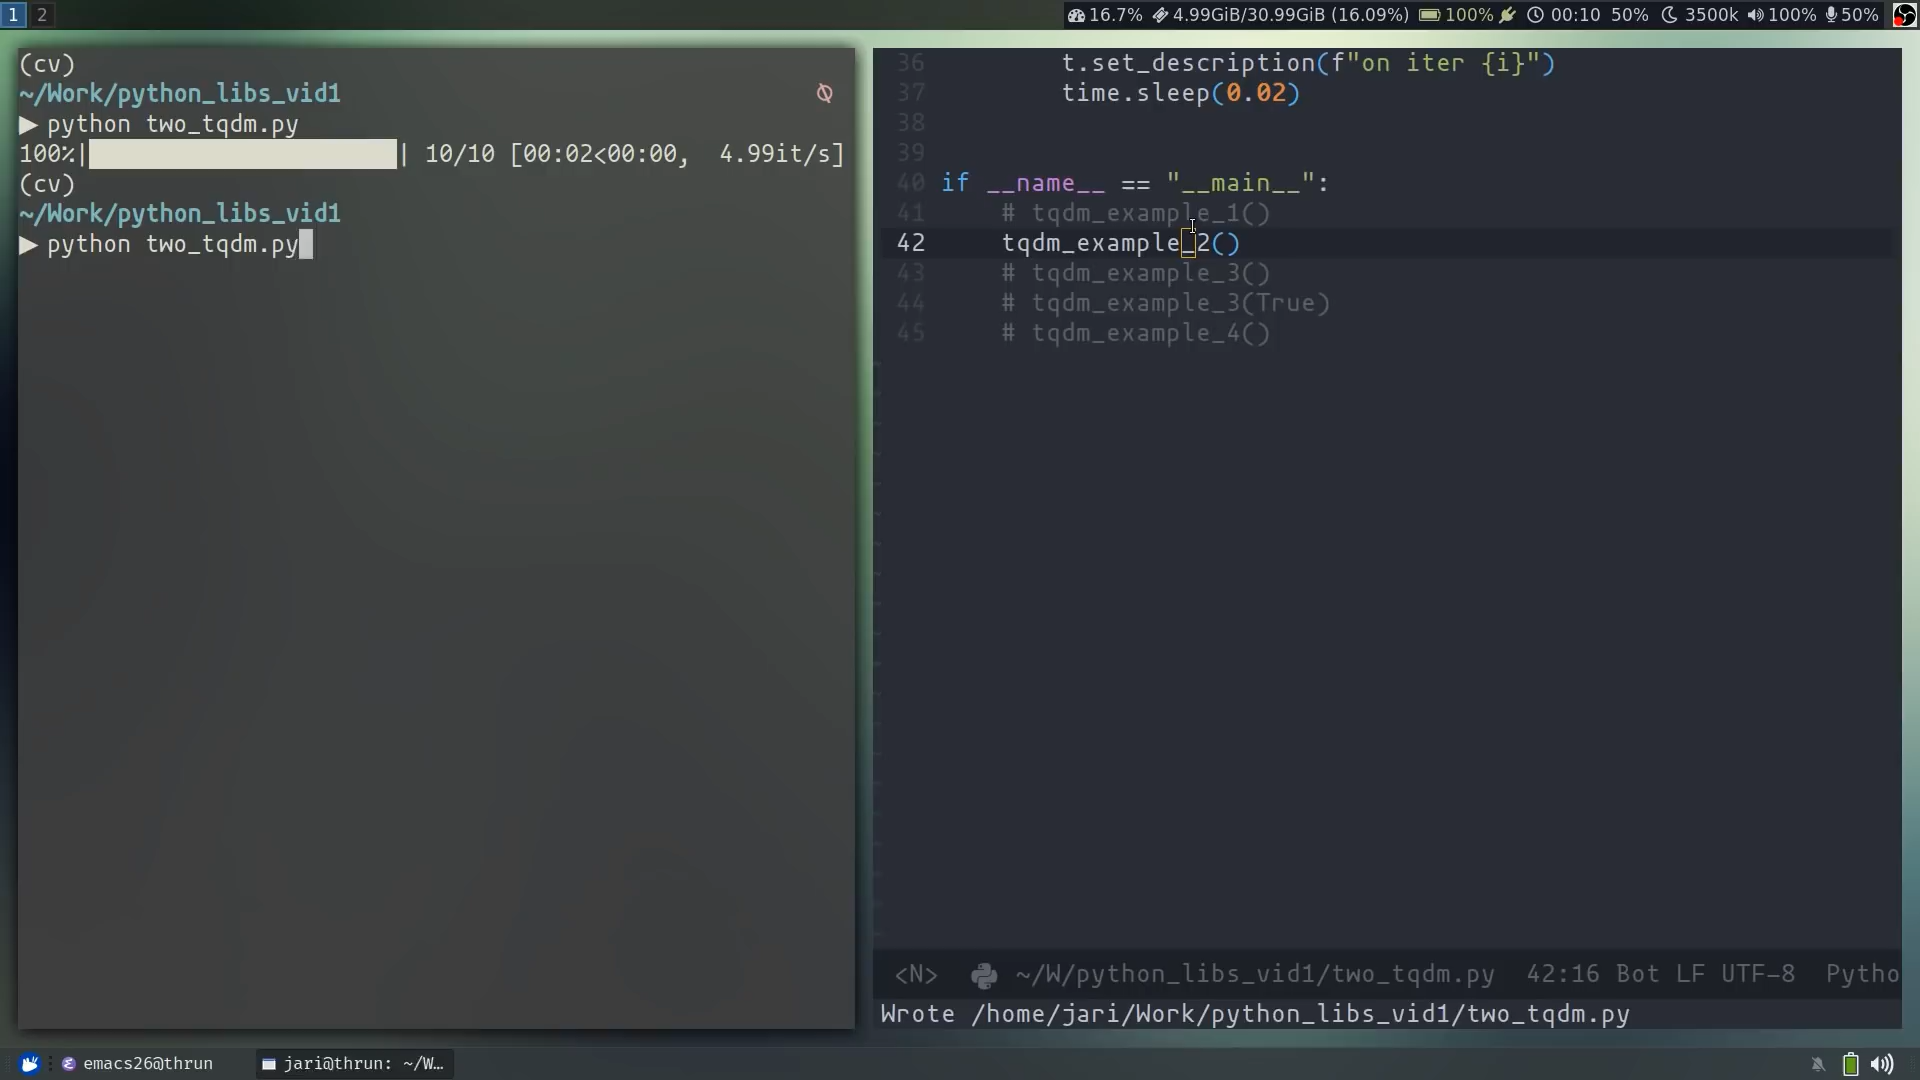 1 2
16.7% 4.99GiB/30.99GiB (16.09%) 100% 00:10 50% 3500k 100% 50%
(cv)
~/Work/python_libs_vid1
▶ python two_tqdm.py
100%| | 10/10 [00:02<00:00, 4.99it/s]
(cv)
~/Work/python_libs_vid1
▶ python two_tqdm.py
36 t.set_description(f"on iter {i}")
37 time.sleep(0.02)
38
39
40 if __name__ == "__main__":
41 # tqdm_example_1()
42 tqdm_example_2()
43 # tqdm_example_3()
44 # tqdm_example_3(True)
45 # tqdm_example_4()
<N> ~/W/python_libs_vid1/two_tqdm.py 42:16 Bot LF UTF-8 Pytho
Wrote /home/jari/Work/python_libs_vid1/two_tqdm.py
emacs26@thrun jari@thrun: ~/W...